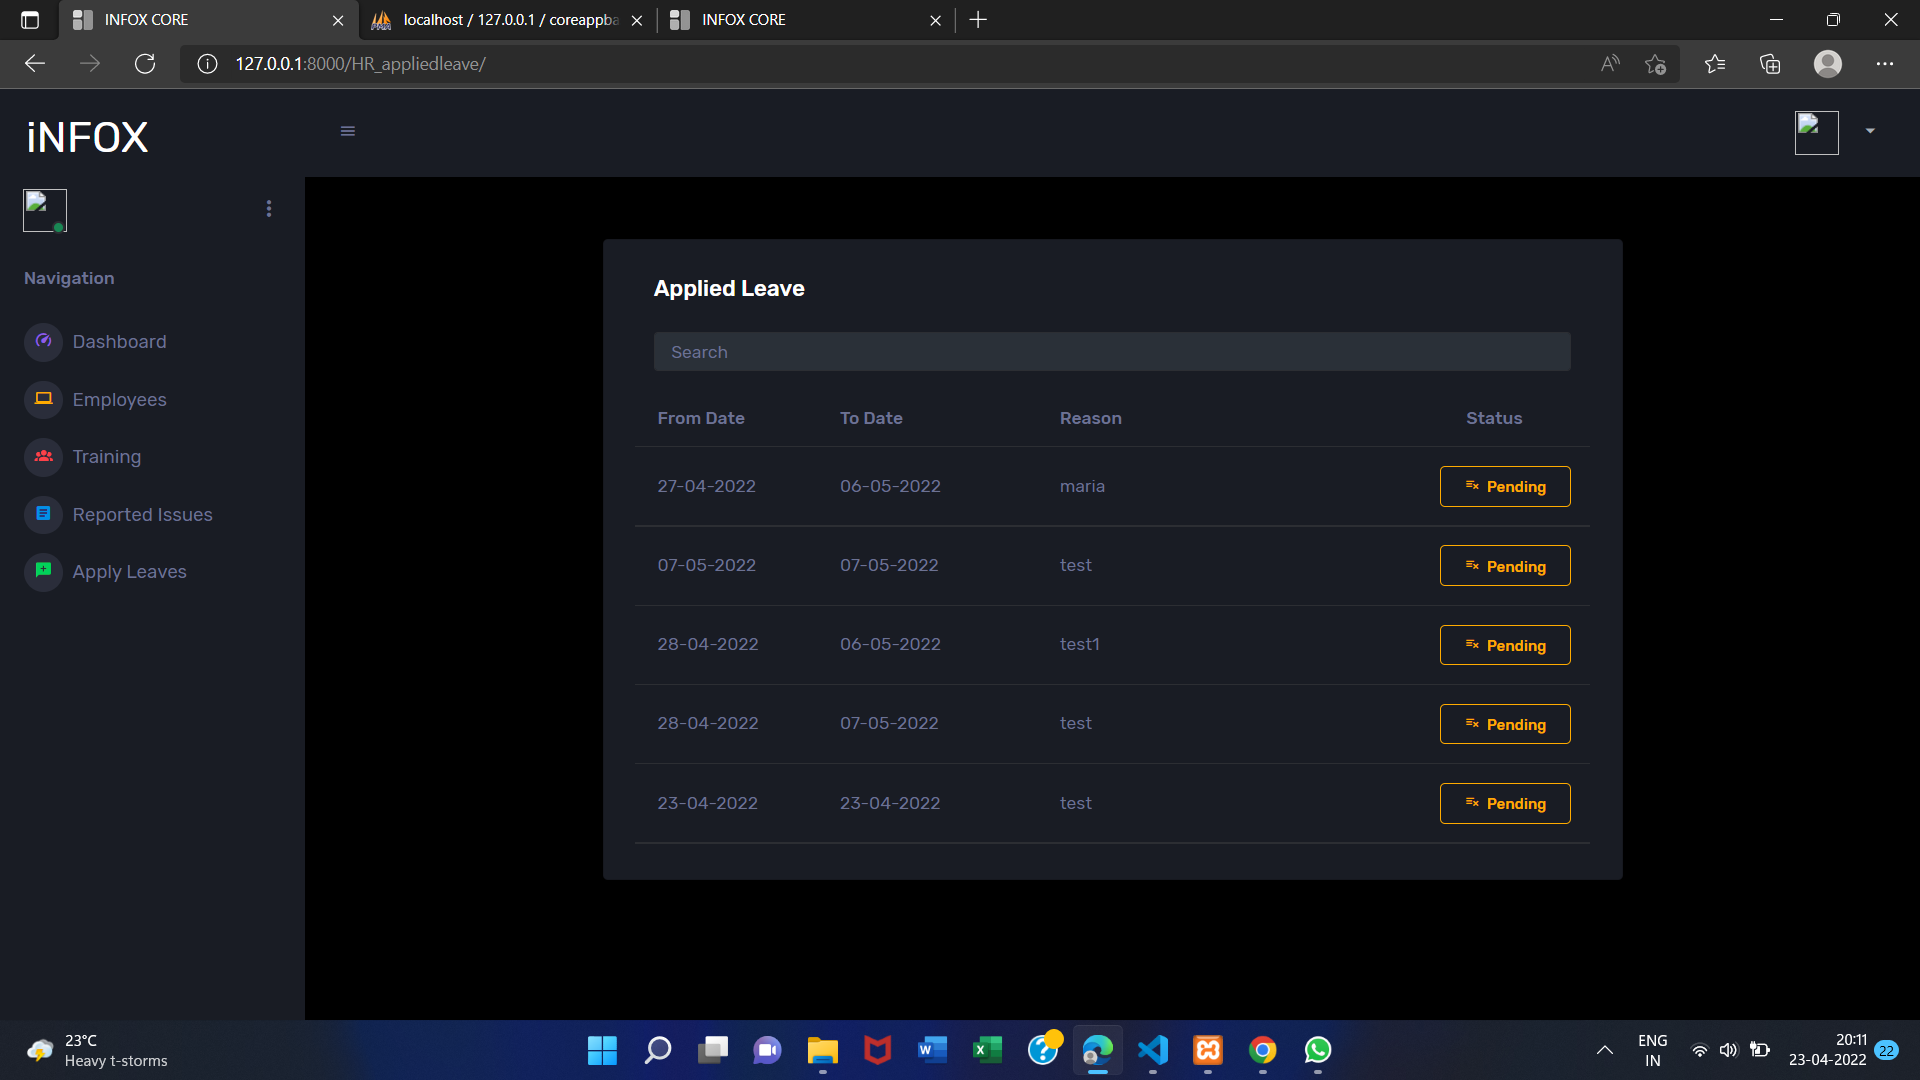 INFOX CORE
localhost / 127.0.0.1 / coreappba
INFOX CORE
127.0.0.1:8000/HR_appliedleave/
iNFOX
Navigation
Dashboard
Employees
Training
Reported Issues
Apply Leaves
Applied Leave
Search
From Date To Date Reason Status
27-04-2022 06-05-2022 maria Pending
07-05-2022 07-05-2022 test Pending
28-04-2022 06-05-2022 test1 Pending
28-04-2022 07-05-2022 test Pending
23-04-2022 23-04-2022 test Pending
23°C
Heavy t-storms
ENG
IN
20:11
23-04-2022
22